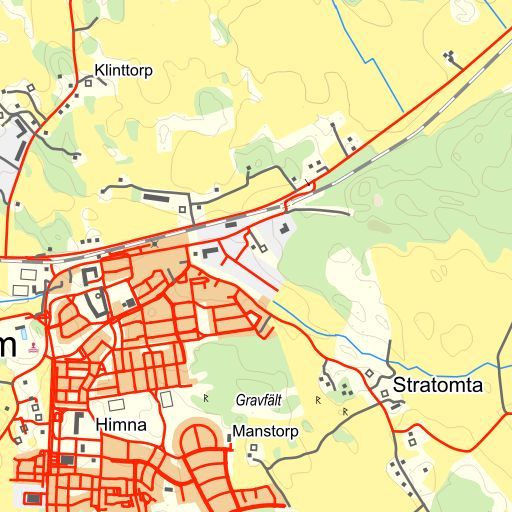 Klinttorp
m
Stratomta
Gravfält
R
R
Himna
Manstorp